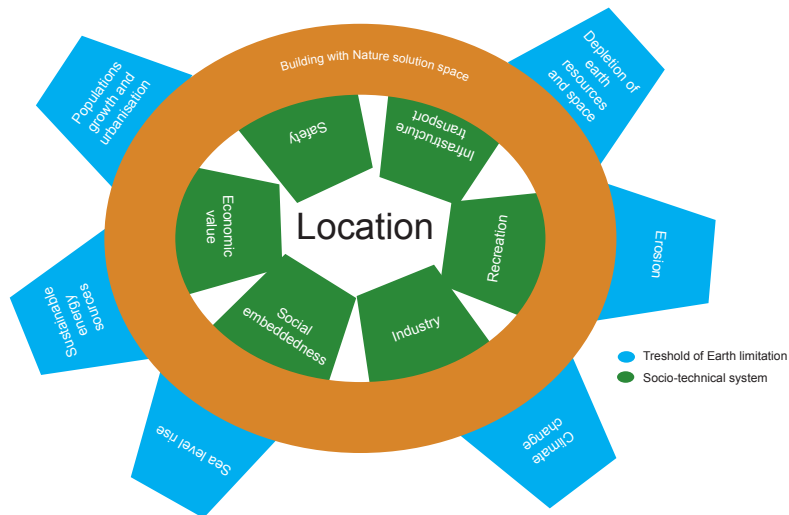 Building with Nature solution space
Populations
growth and
urbanisation
Depletion of
earth
resources
and space
Safety
Infrastructure
transport
Economic
value
Location
Recreation
Erosion
Sustainable
energy
sources
Social
embeddedness
Industry
Sea level rise
Climate
change
Treshold of Earth limitation
Socio-technical system